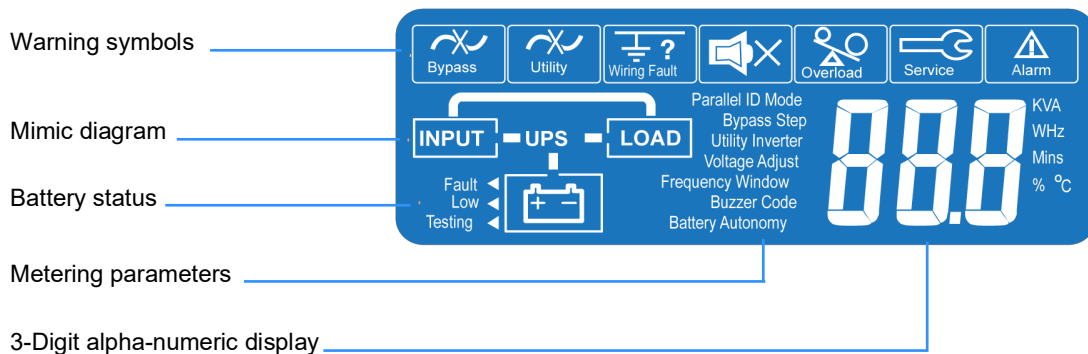 Warning symbols
Bypass
Utility
?
Wiring Fault
Overload
Service
Alarm
Mimic diagram
INPUT
UPS
LOAD
Parallel ID Mode
Bypass Step
Utility Inverter
Voltage Adjust
Frequency Window
Buzzer Code
Battery Autonomy
88.8
KVA
WHz
Mins
% °C
Battery status
Fault
Low
Testing
+ -
Metering parameters
3-Digit alpha-numeric display